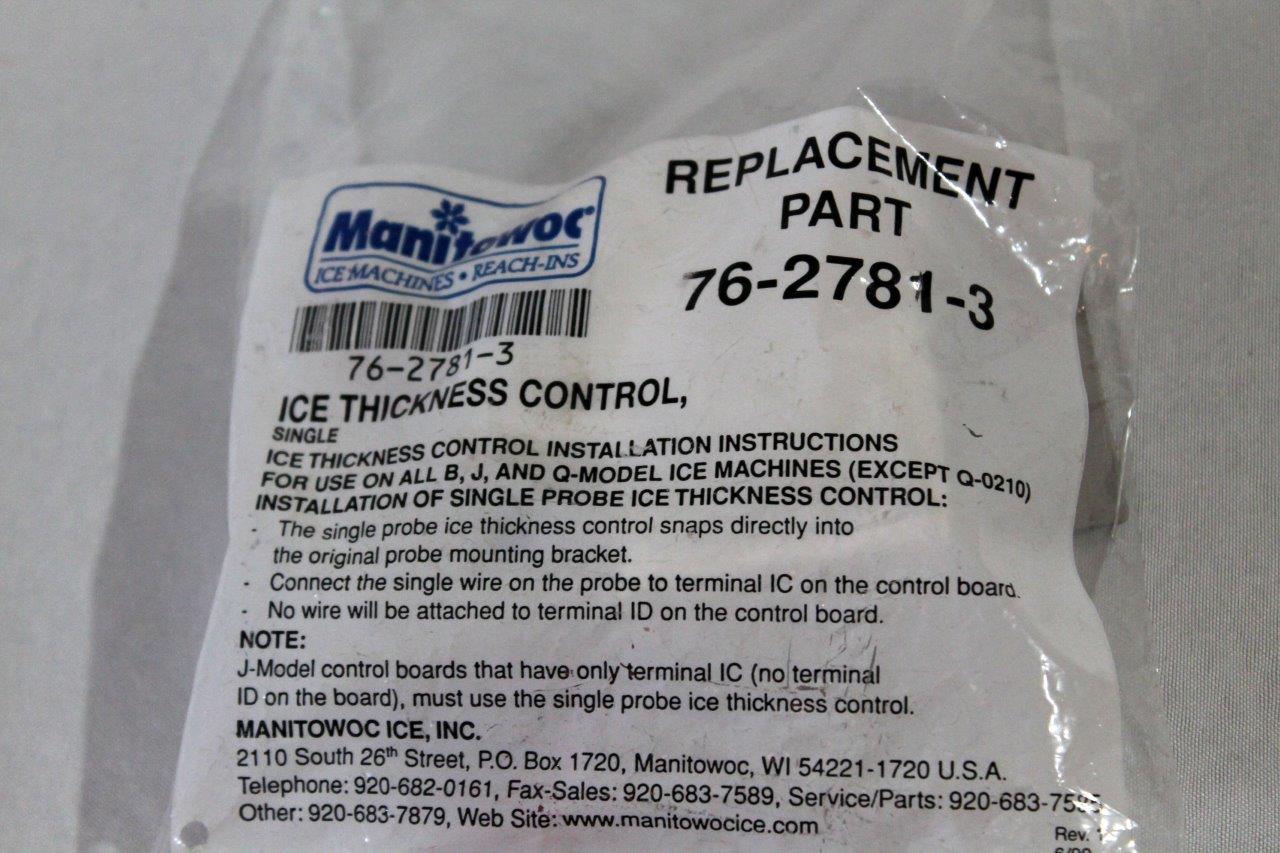 Manitowoc
ICE MACHINES • REACH-INS
REPLACEMENT
PART
76-2781-3
76-2781-3
ICE THICKNESS CONTROL,
SINGLE
ICE THICKNESS CONTROL INSTALLATION INSTRUCTIONS
FOR USE ON ALL B, J, AND Q-MODEL ICE MACHINES (EXCEPT Q-0210)
INSTALLATION OF SINGLE PROBE ICE THICKNESS CONTROL:
- The single probe ice thickness control snaps directly into
the original probe mounting bracket.
- Connect the single wire on the probe to terminal IC on the control board.
- No wire will be attached to terminal ID on the control board.
NOTE:
J-Model control boards that have only terminal IC (no terminal
ID on the board), must use the single probe ice thickness control.
MANITOWOC ICE, INC.
2110 South 26th Street, P.O. Box 1720, Manitowoc, WI 54221-1720 U.S.A.
Telephone: 920-682-0161, Fax-Sales: 920-683-7589, Service/Parts:
Other: 920-683-7879, Web Site: www.manitowocice.com
Rev.